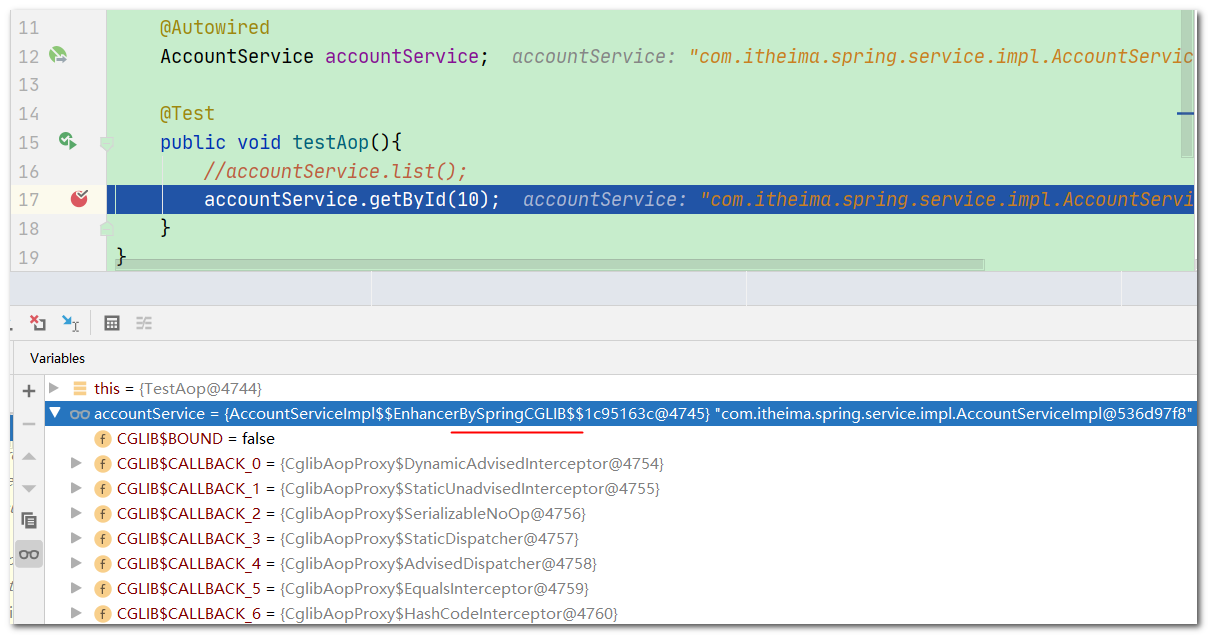 11 @Autowired
12 AccountService accountService; accountService: "com.itheima.spring.service.impl.AccountServic
13
14 @Test
15 public void testAop(){
16 //accountService.list();
17 accountService.getById(10); accountService: "com.itheima.spring.service.impl.AccountServi
18 }
19 }
Variables
this = {TestAop@4744}
accountService = {AccountServiceImpl$$EnhancerBySpringCGLIB$$1c95163c@4745} "com.itheima.spring.service.impl.AccountServiceImpl@536d97f8"
f CGLIB$BOUND = false
f CGLIB$CALLBACK_0 = {CglibAopProxy$DynamicAdvisedInterceptor@4754}
f CGLIB$CALLBACK_1 = {CglibAopProxy$StaticUnadvisedInterceptor@4755}
f CGLIB$CALLBACK_2 = {CglibAopProxy$SerializableNoOp@4756}
f CGLIB$CALLBACK_3 = {CglibAopProxy$StaticDispatcher@4757}
f CGLIB$CALLBACK_4 = {CglibAopProxy$AdvisedDispatcher@4758}
f CGLIB$CALLBACK_5 = {CglibAopProxy$EqualsInterceptor@4759}
f CGLIB$CALLBACK_6 = {CglibAopProxy$HashCodeInterceptor@4760}